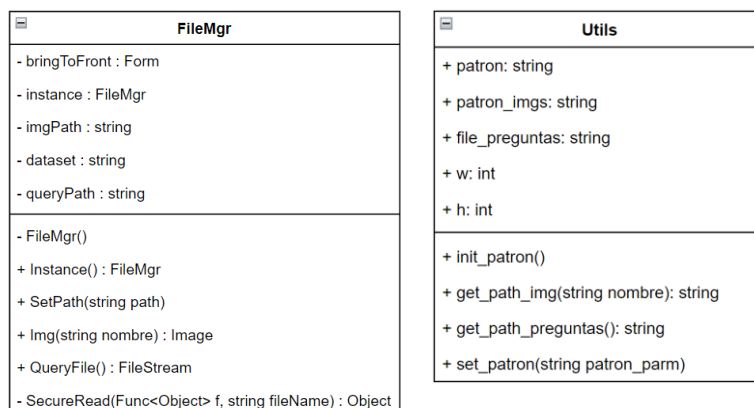 FileMgr
- bringToFront : Form
- instance : FileMgr
- imgPath : string
- dataset : string
- queryPath : string
- FileMgr()
+ Instance() : FileMgr
+ SetPath(string path)
+ Img(string nombre) : Image
+ QueryFile() : FileStream
- SecureRead(Func<Object> f, string fileName) : Object
Utils
+ patron: string
+ patron_imgs: string
+ file_preguntas: string
+ w: int
+ h: int
+ init_patron()
+ get_path_img(string nombre): string
+ get_path_preguntas(): string
+ set_patron(string patron_parm)